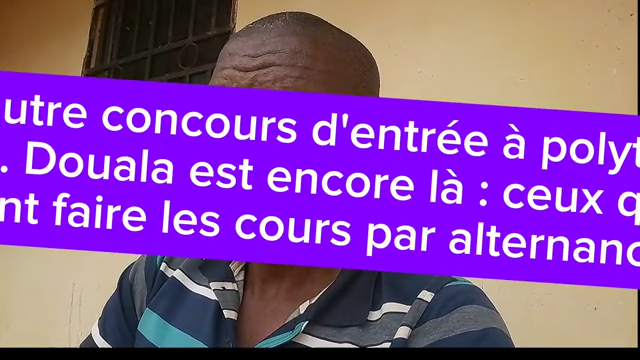 utre concours d'entrée à polyt
. Douala est encore là : ceux q
nt faire les cours par alternanc